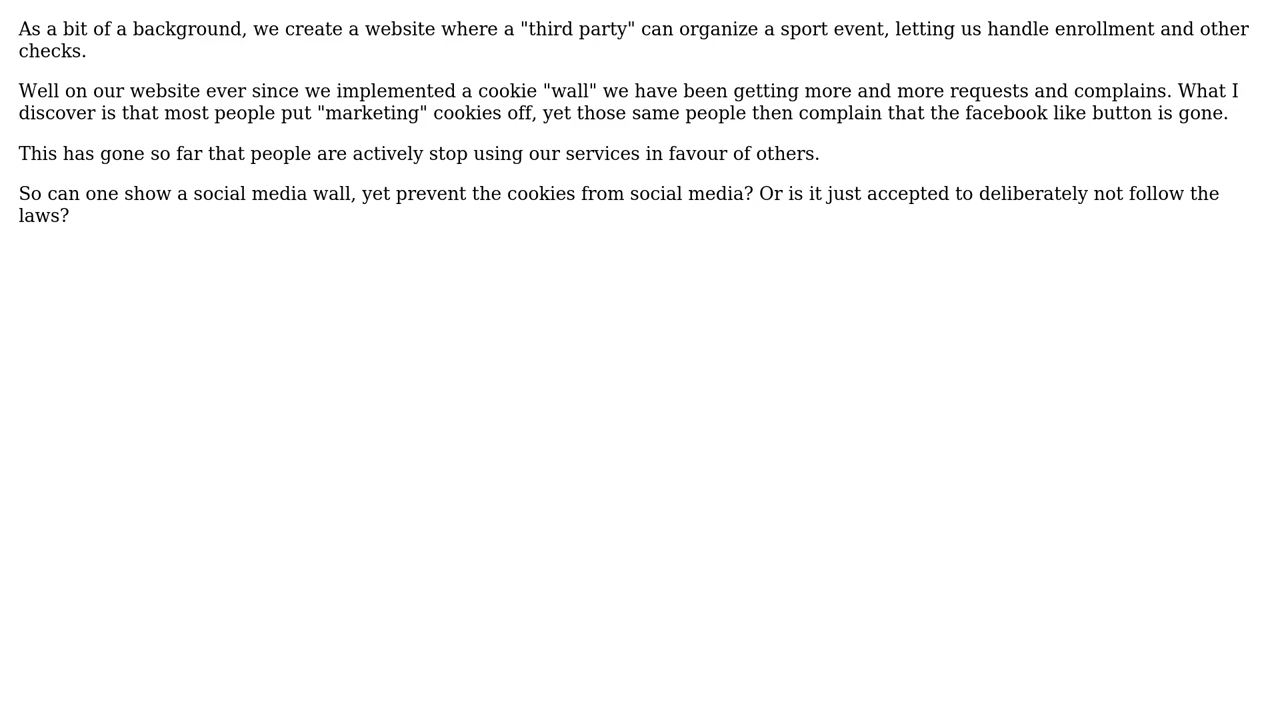 As a bit of a background, we create a website where a "third party" can organize a sport event, letting us handle enrollment and other
checks.
Well on our website ever since we implemented a cookie "wall" we have been getting more and more requests and complains. What I
discover is that most people put "marketing" cookies off, yet those same people then complain that the facebook like button is gone.
This has gone so far that people are actively stop using our services in favour of others.
So can one show a social media wall, yet prevent the cookies from social media? Or is it just accepted to deliberately not follow the
laws?